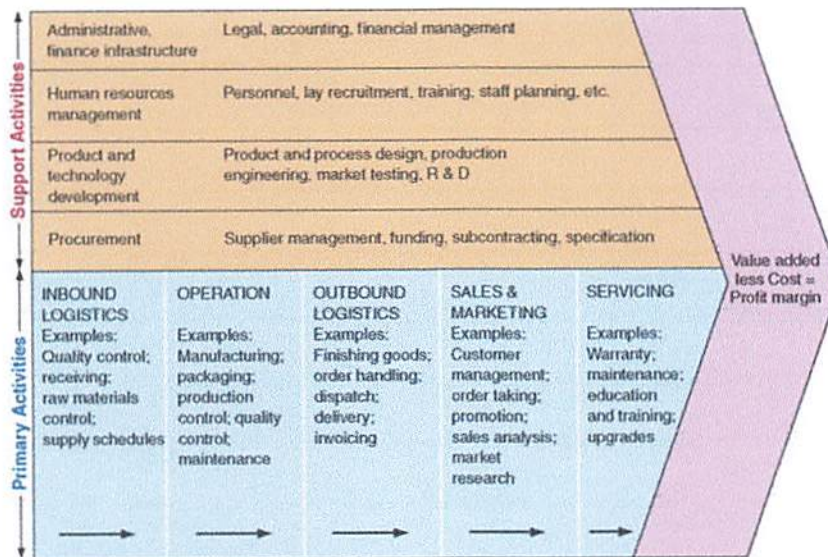 Support Activities
Administrative,
finance infrastructure
Legal, accounting, financial management
Human resources
management
Personnel, lay recruitment, training, staff planning, etc.
Product and
technology
development
Product and process design, production
engineering, market testing, R & D
Procurement
Supplier management, funding, subcontracting, specification
Primary Activities
INBOUND
LOGISTICS
Examples:
Quality control;
receiving;
raw materials
control;
supply schedules
OPERATION
Examples:
Manufacturing;
packaging;
production
control; quality
control;
maintenance
OUTBOUND
LOGISTICS
Examples:
Finishing goods;
order handling;
dispatch;
delivery;
invoicing
SALES &
MARKETING
Examples:
Customer
management;
order taking;
promotion;
sales analysis;
market
research
SERVICING
Examples:
Warranty;
maintenance;
education
and training;
upgrades
Value added
less Cost =
Profit margin